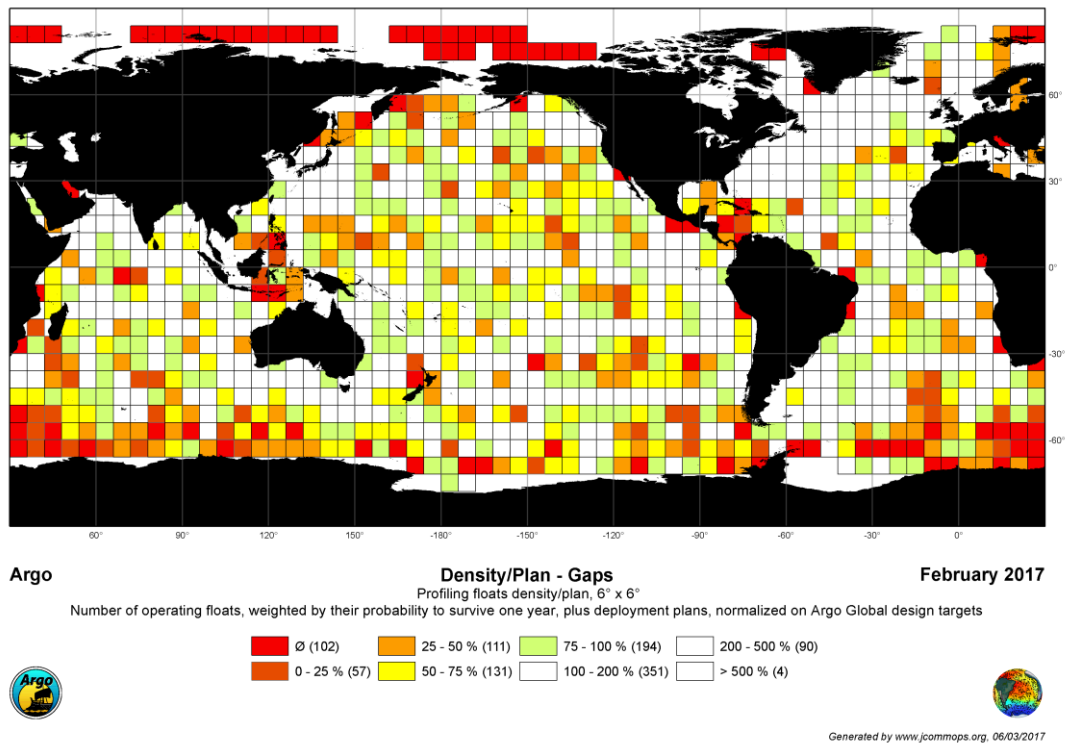 60°
30°
0°
-30°
-60°
60° 90° 120° 150° -180° -150° -120° -90° -60° -30° 0°
Argo Density/Plan - Gaps February 2017
Profiling floats density/plan, 6° x 6°
Number of operating floats, weighted by their probability to survive one year, plus deployment plans, normalized on Argo Global design targets
Ø (102) 25 - 50 % (111) 75 - 100 % (194) 200 - 500 % (90)
0 - 25 % (57) 50 - 75 % (131) 100 - 200 % (351) > 500 % (4)
Argo
Generated by www.jcommops.org, 06/03/2017